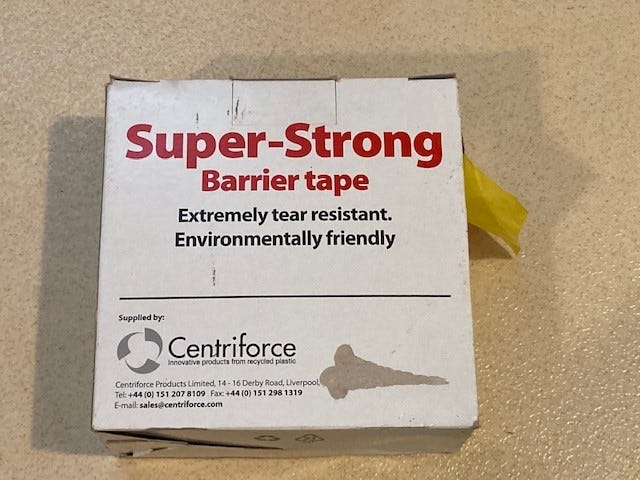 Super-Strong
Barrier tape
Extremely tear resistant.
Environmentally friendly
Supplied by:
Centriforce
Innovative products from recycled plastic
Centriforce Products Limited, 14 - 16 Derby Road, Liverpool,
Tel: +44 (0) 151 207 8109 Fax: +44 (0) 151 298 1319
E-mail: sales@centriforce.com